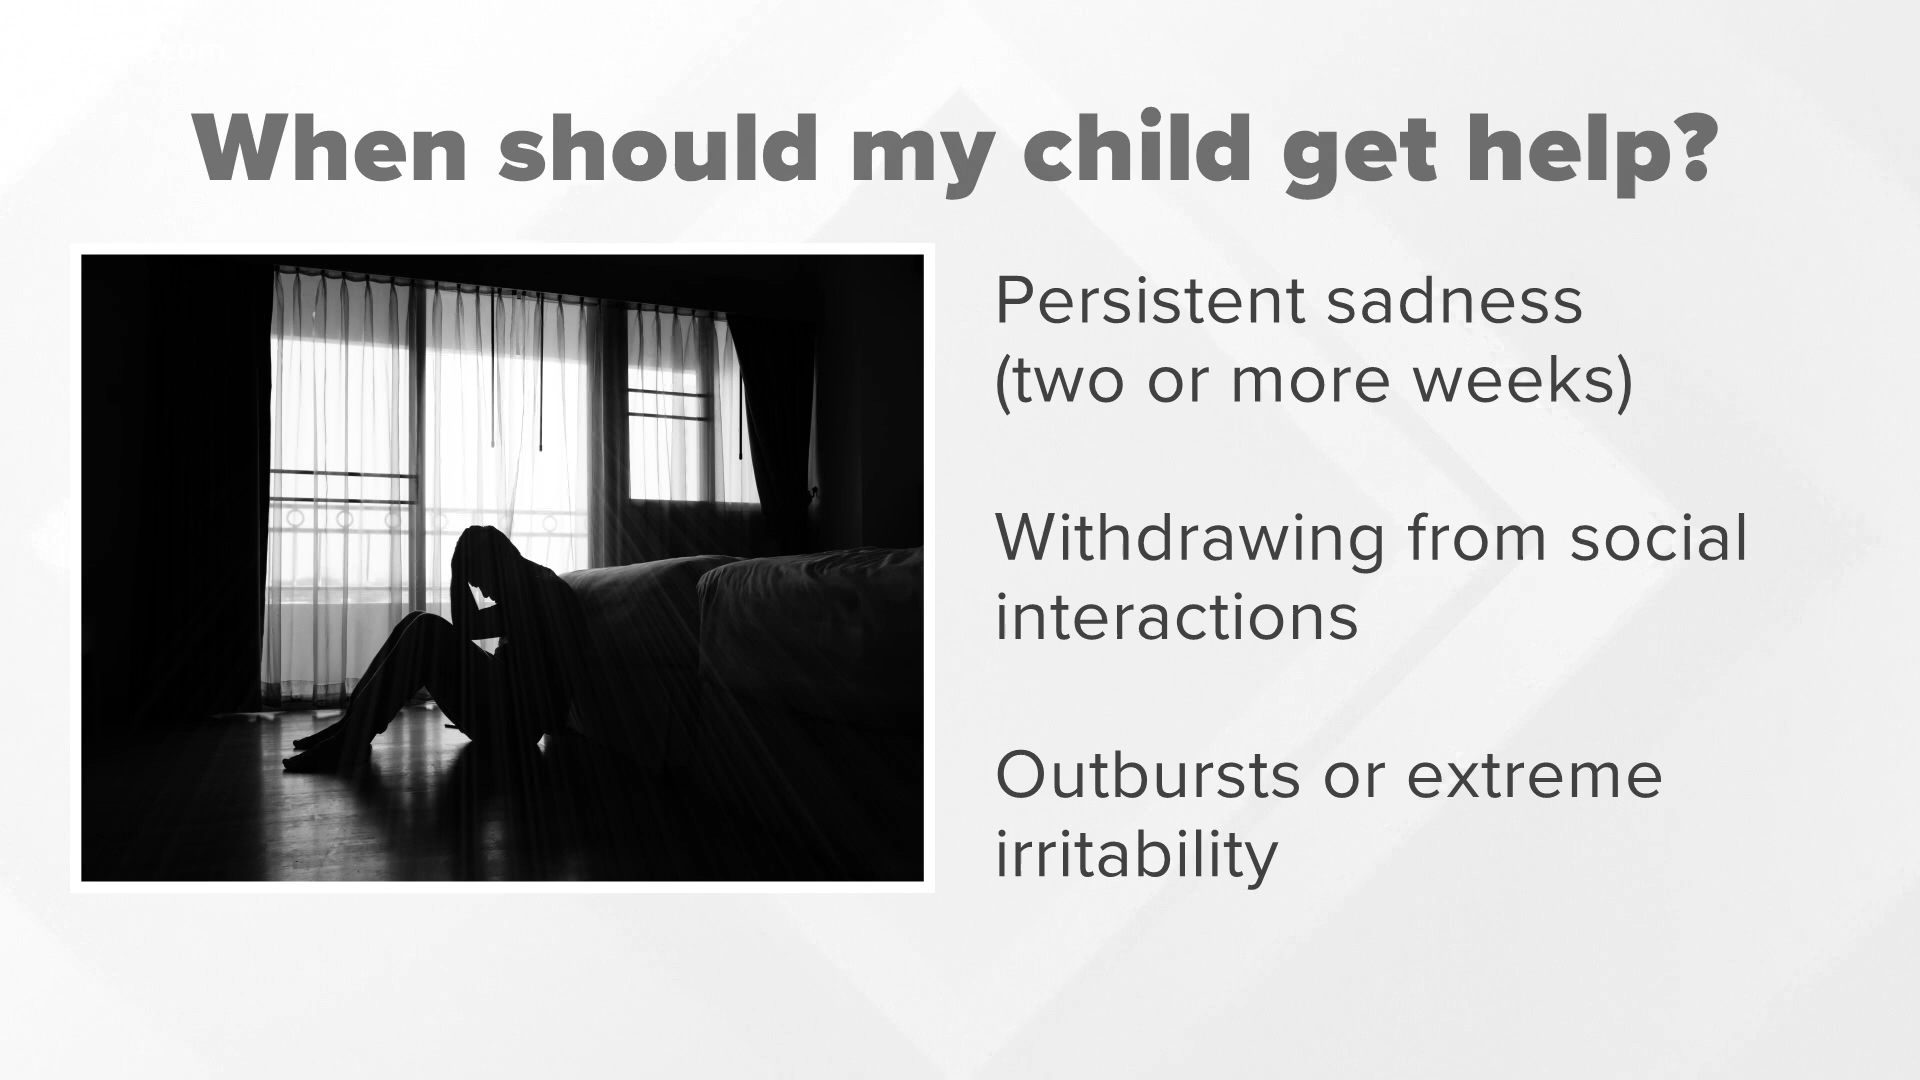 When should my child get help?
Persistent sadness
(two or more weeks)
Withdrawing from social
interactions
Outbursts or extreme
irritability